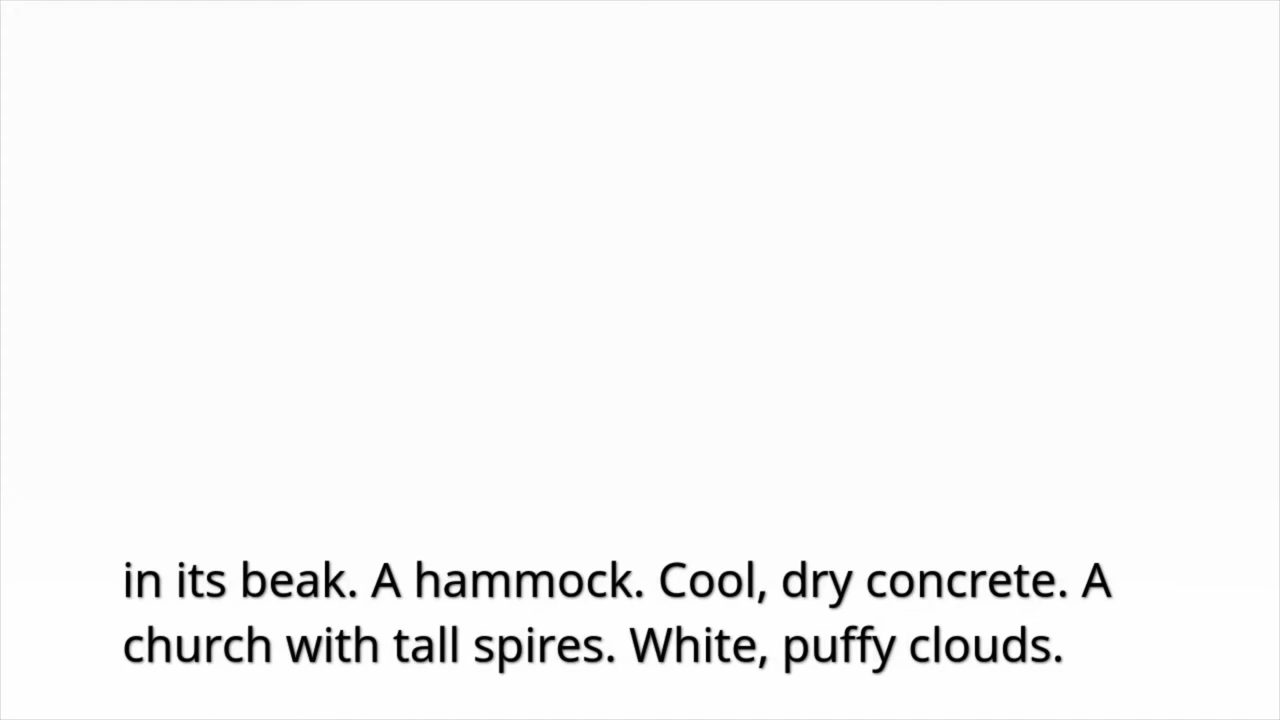 in its beak. A hammock. Cool, dry concrete. A
church with tall spires. White, puffy clouds.